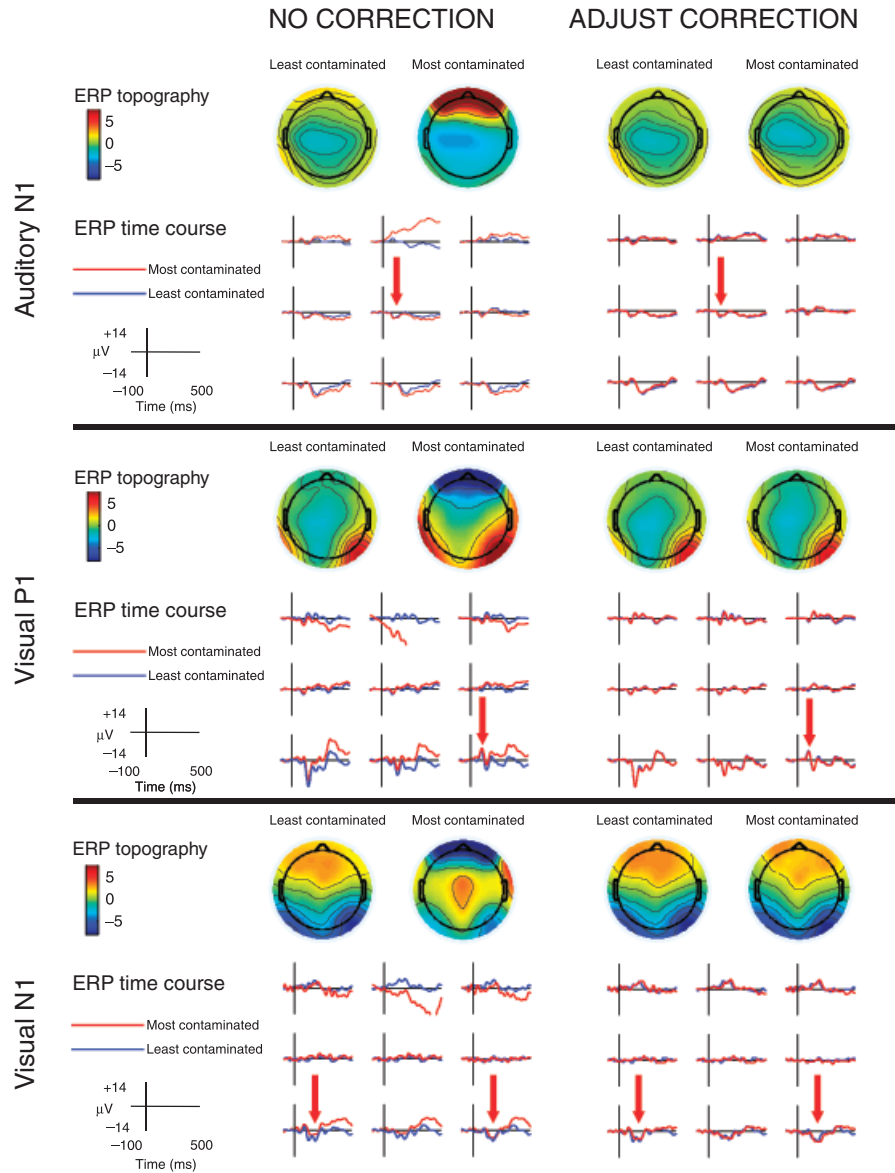 NO CORRECTION ADJUST CORRECTION
Auditory N1
Least contaminated Most contaminated Least contaminated Most contaminated
ERP topography
5
0
−5
ERP time course
Most contaminated
Least contaminated
+14
μV
−14
−100 500
Time (ms)
Visual P1
Least contaminated Most contaminated Least contaminated Most contaminated
ERP topography
5
0
−5
ERP time course
Most contaminated
Least contaminated
+14
μV
−14
−100 500
Time (ms)
Visual N1
Least contaminated Most contaminated Least contaminated Most contaminated
ERP topography
5
0
−5
ERP time course
Most contaminated
Least contaminated
+14
μV
−14
−100 500
Time (ms)